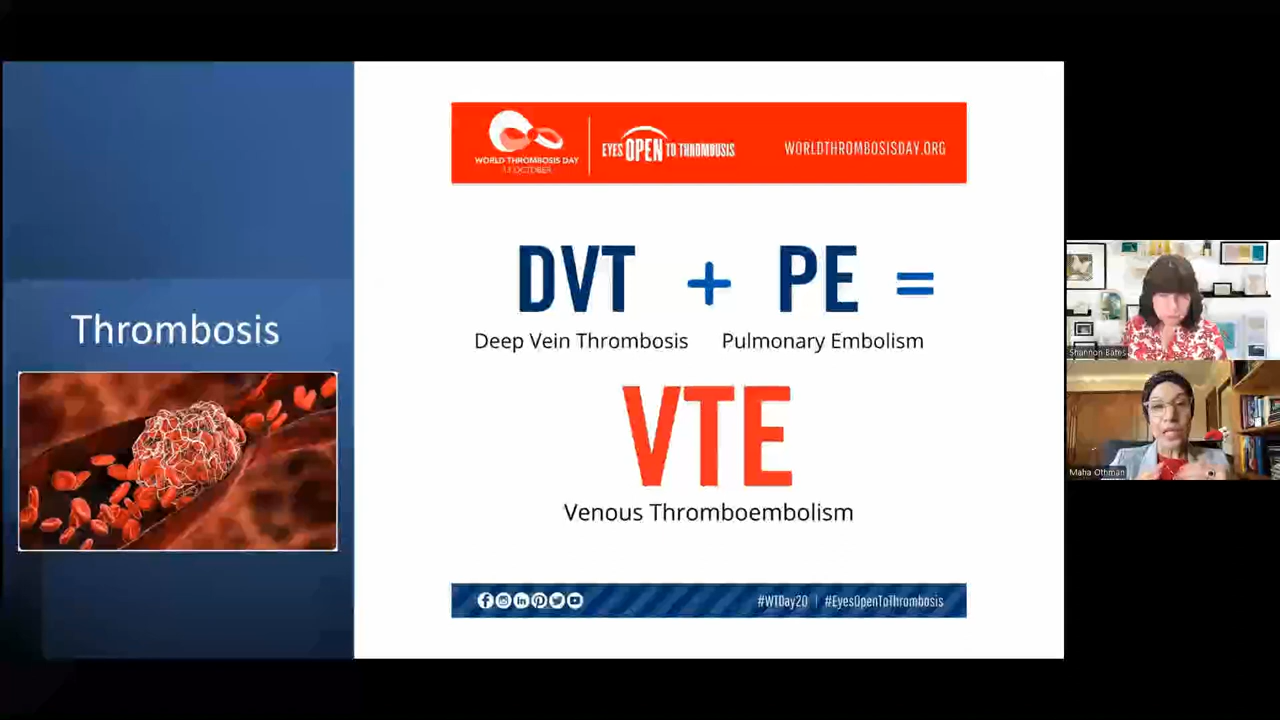 Thrombosis
WORLD THROMBOSIS DAY
13 OCTOBER
EYES OPEN TO THROMBOSIS
WORLDTHROMBOSISDAY.ORG
DVT + PE =
Deep Vein Thrombosis Pulmonary Embolism
VTE
Venous Thromboembolism
#WTDay20 | #EyesOpenToThrombosis
Shannon Bates
Maha Othman